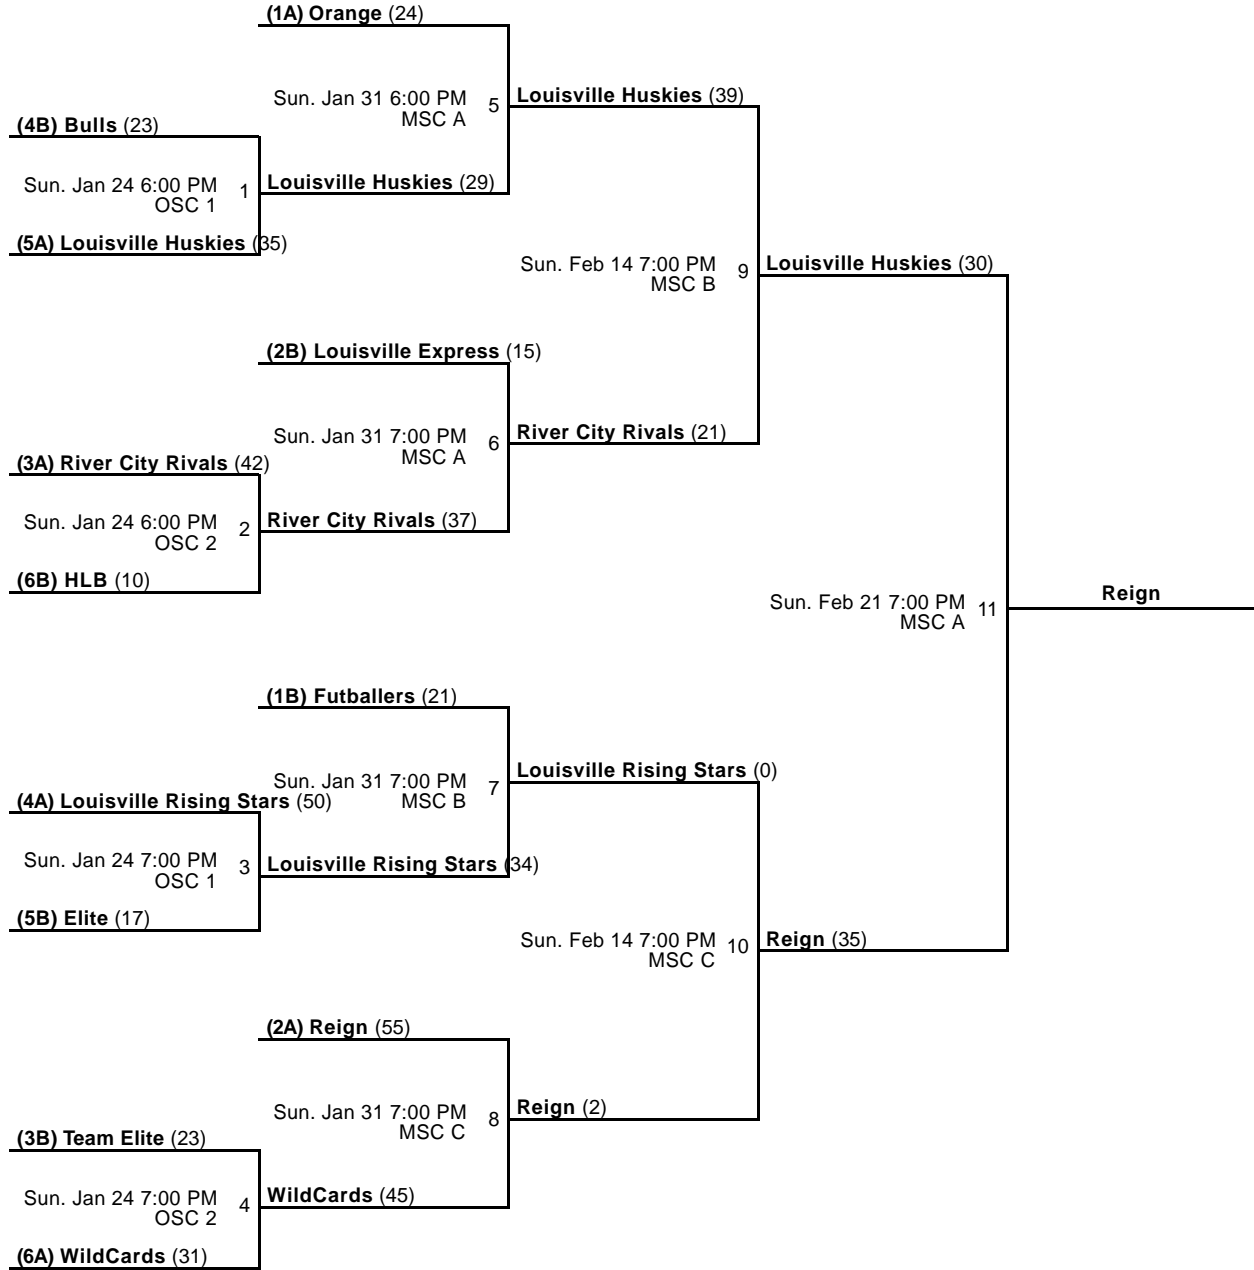 (1A) Orange (24)
Sun. Jan 31 6:00 PM 5
MSC A
Louisville Huskies (39)
(4B) Bulls (23)
Sun. Jan 24 6:00 PM 1
OSC 1
Louisville Huskies (29)
(5A) Louisville Huskies (35)
Sun. Feb 14 7:00 PM 9
MSC B
Louisville Huskies (30)
(2B) Louisville Express (15)
Sun. Jan 31 7:00 PM 6
MSC A
River City Rivals (21)
(3A) River City Rivals (42)
Sun. Jan 24 6:00 PM 2
OSC 2
River City Rivals (37)
(6B) HLB (10)
Sun. Feb 21 7:00 PM 11
MSC A
Reign
(1B) Futballers (21)
Sun. Jan 31 7:00 PM 7
MSC B
Louisville Rising Stars (0)
(4A) Louisville Rising Stars (50)
Sun. Jan 24 7:00 PM 3
OSC 1
Louisville Rising Stars (34)
(5B) Elite (17)
Sun. Feb 14 7:00 PM 10
MSC C
Reign (35)
(2A) Reign (55)
Sun. Jan 31 7:00 PM 8
MSC C
Reign (2)
(3B) Team Elite (23)
Sun. Jan 24 7:00 PM 4
OSC 2
WildCards (45)
(6A) WildCards (31)